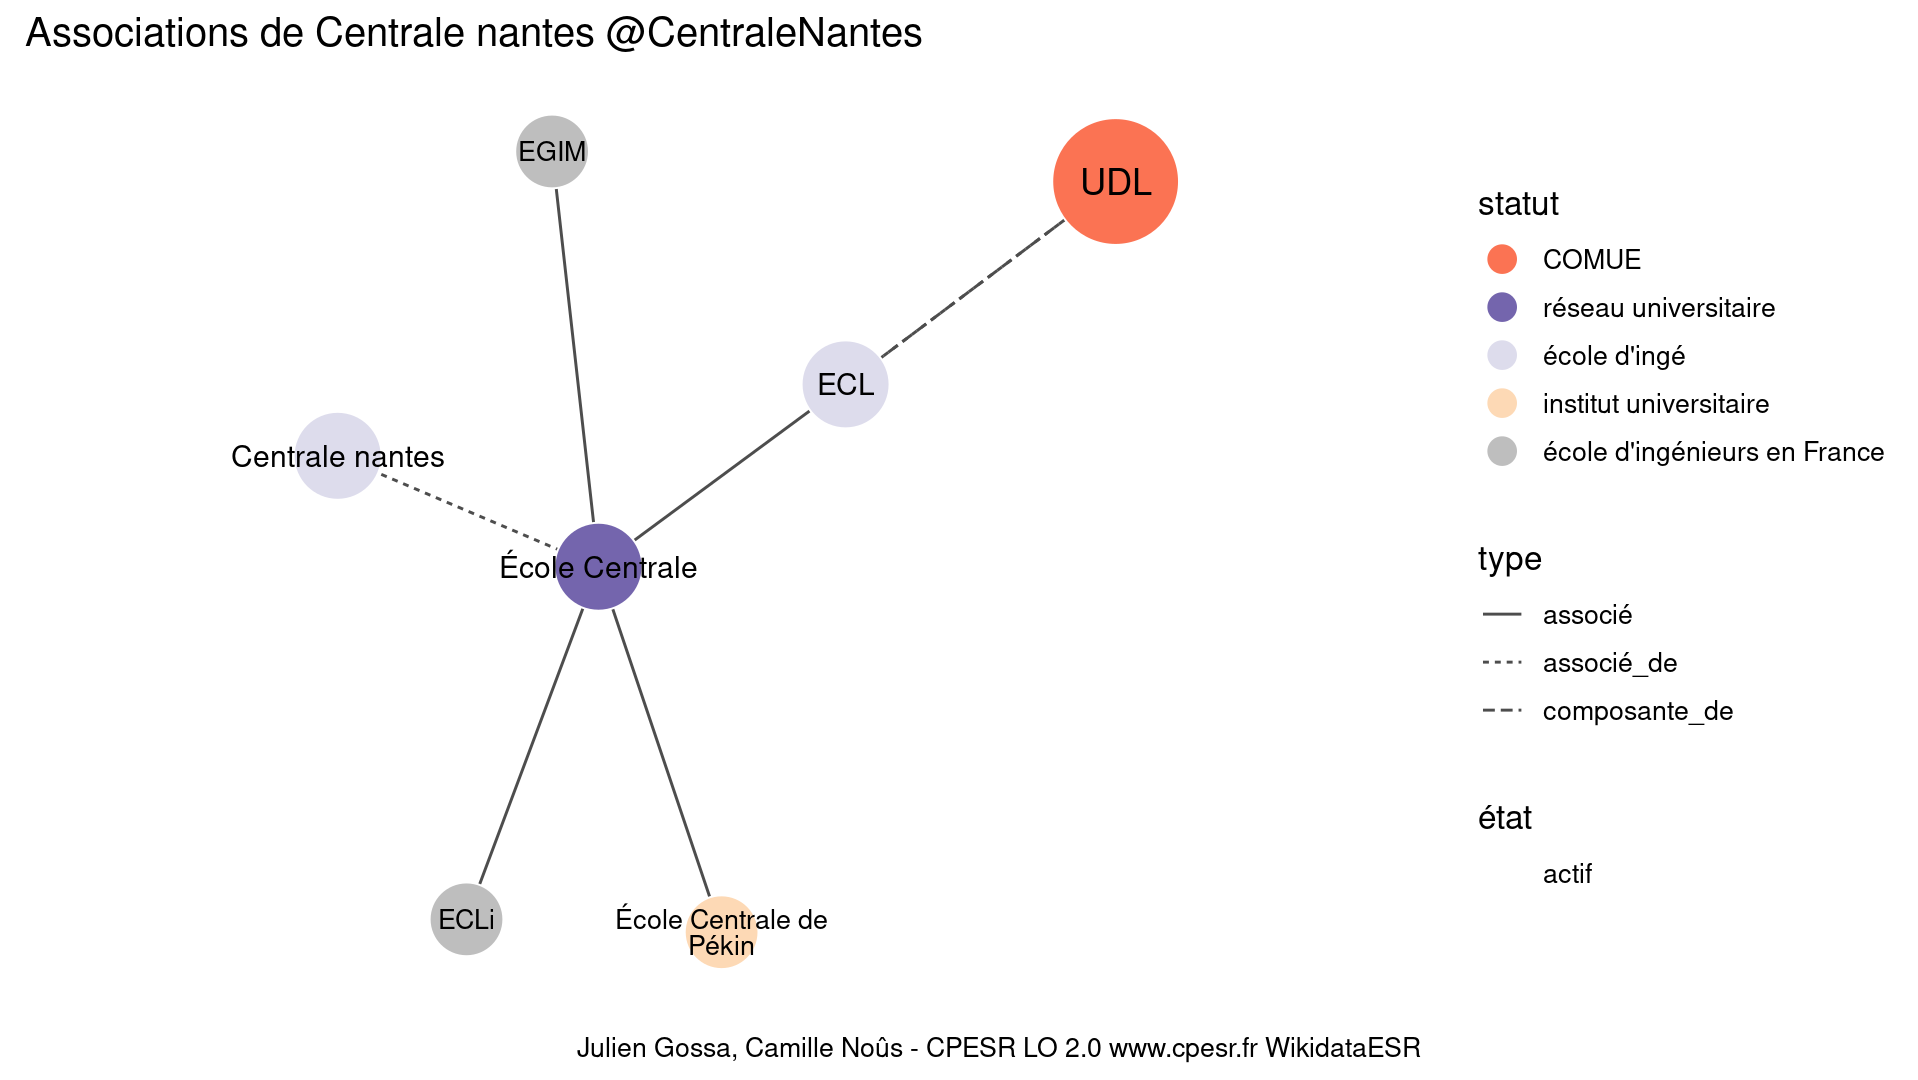 Associations de Centrale nantes @CentraleNantes
EGIM
UDL
ECL
Centrale nantes
École Centrale
ECLi
École Centrale de
Pékin
statut
COMUE
réseau universitaire
école d'ingé
institut universitaire
école d'ingénieurs en France
type
associé
associé_de
composante_de
état
actif
Julien Gossa, Camille Noûs - CPESR LO 2.0 www.cpesr.fr WikidataESR